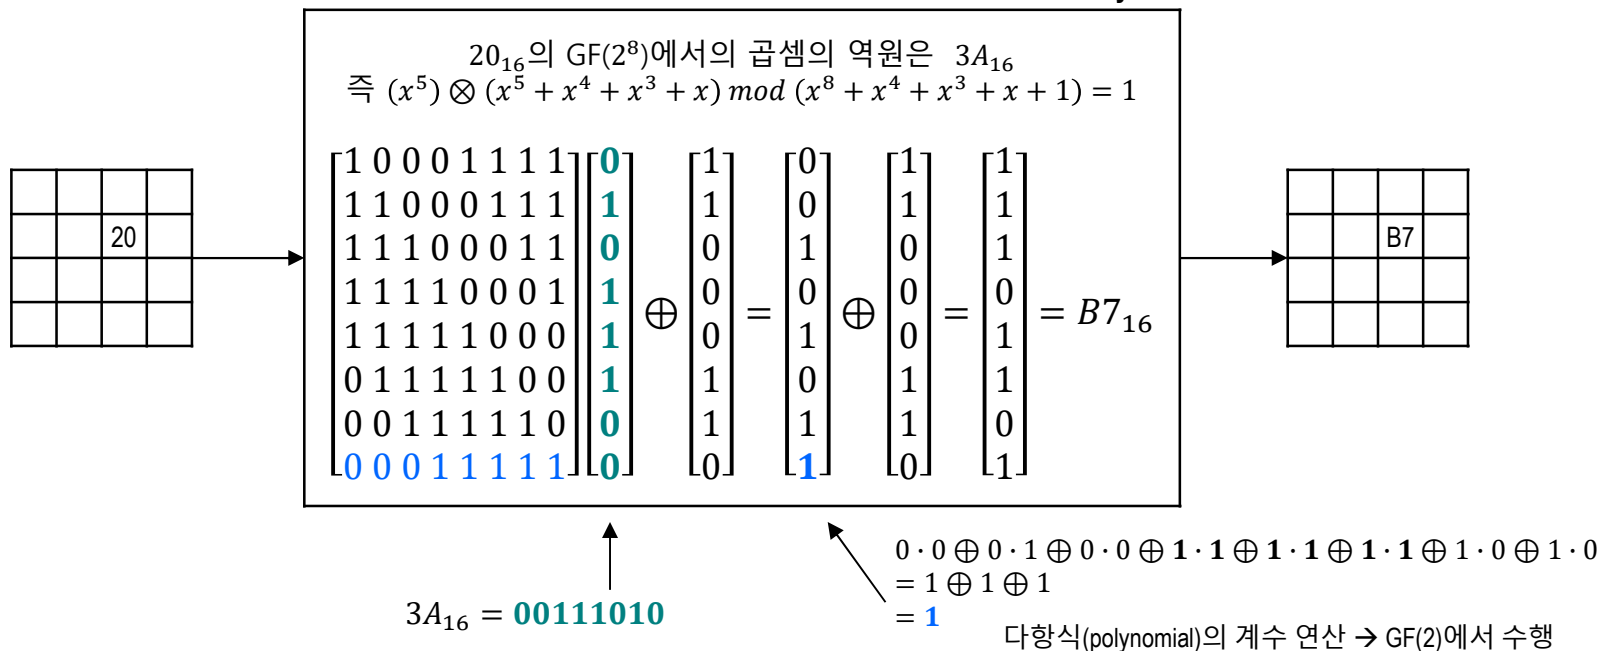 20₁₆의 GF(2⁸)에서의 곱셈의 역원은 3A₁₆
즉 (x⁵) ⊗ (x⁵ + x⁴ + x³ + x) mod (x⁸ + x⁴ + x³ + x + 1) = 1
1 0 0 0 1 1 1 1 0 1 0 1 1
1 1 0 0 0 1 1 1 1 1 0 1 1
1 1 1 0 0 0 1 1 0 0 1 0 1
1 1 1 1 0 0 0 1 1 0 0 0 0
20 ⊕ = ⊕ = = B7₁₆ B7
1 1 1 1 1 0 0 0 1 0 1 0 1
0 1 1 1 1 1 0 0 1 1 0 1 1
0 0 1 1 1 1 1 0 0 1 1 1 0
0 0 0 1 1 1 1 1 0 0 1 0 1
3A₁₆ = 00111010
0 · 0 ⊕ 0 · 1 ⊕ 0 · 0 ⊕ 1 · 1 ⊕ 1 · 1 ⊕ 1 · 1 ⊕ 1 · 0 ⊕ 1 · 0
= 1 ⊕ 1 ⊕ 1
= 1
다항식(polynomial)의 계수 연산 → GF(2)에서 수행